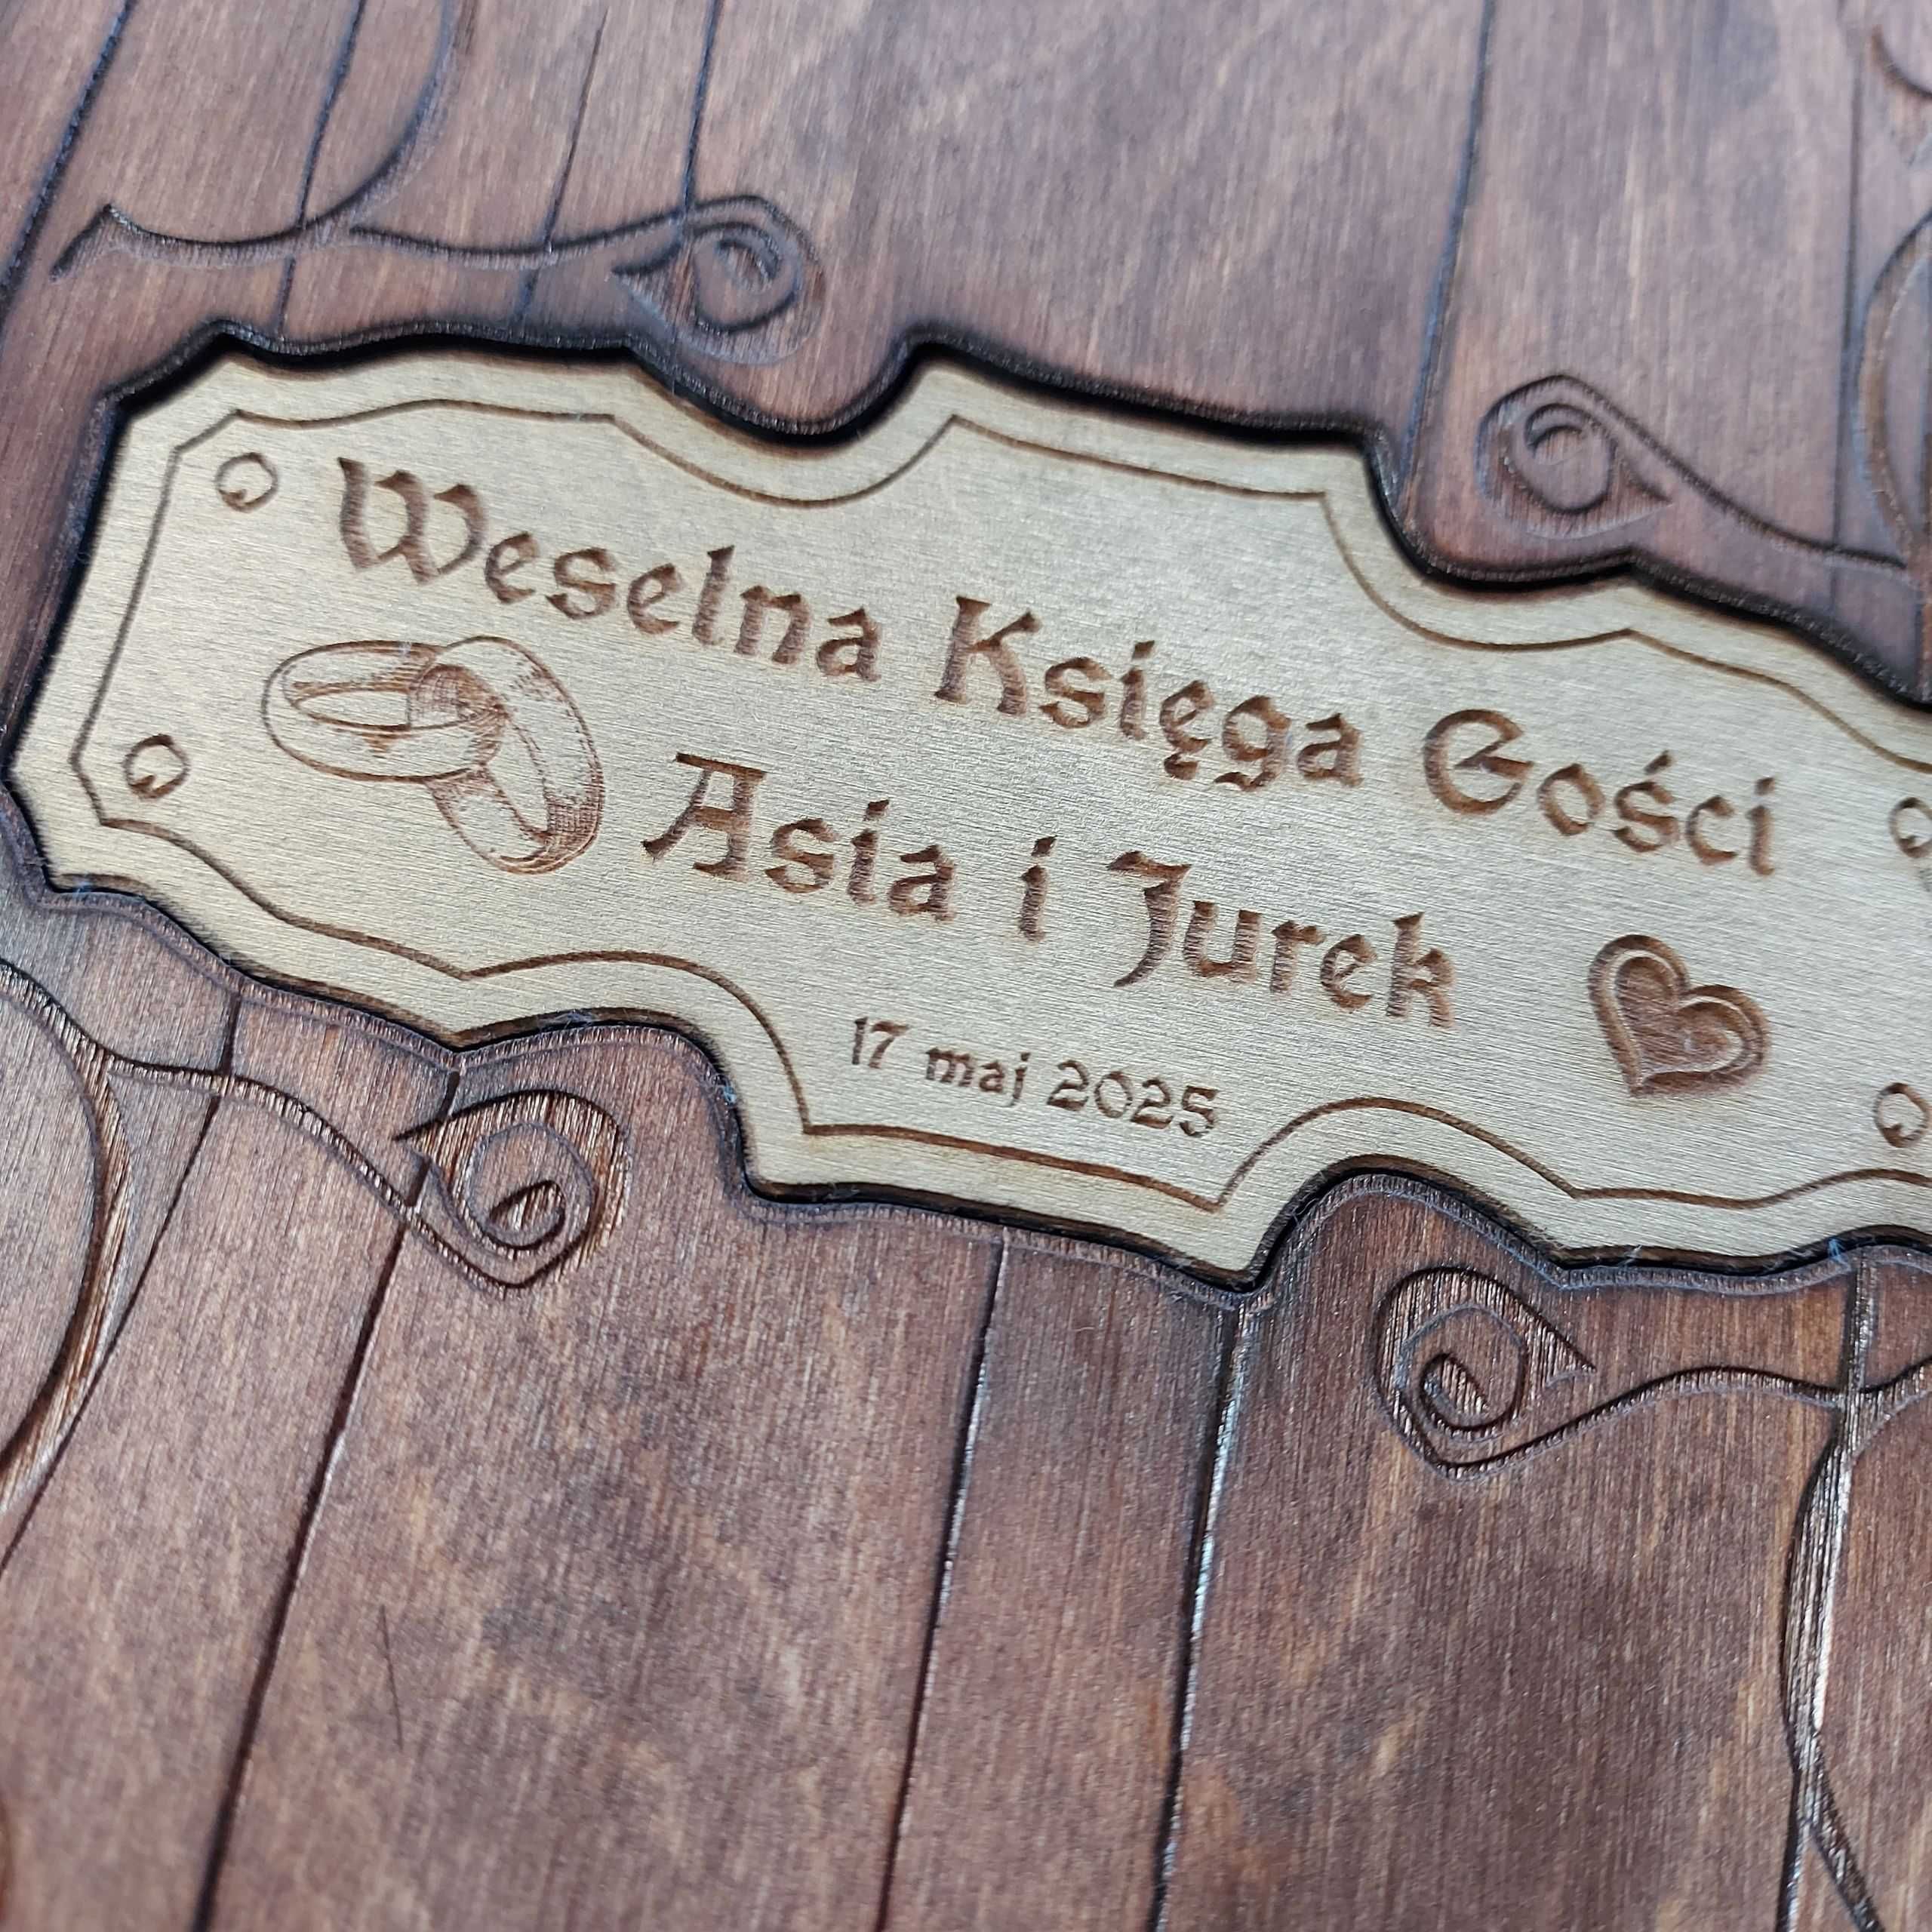 Weselna Księga Gości
Asia i Jurek
17 maj 2025